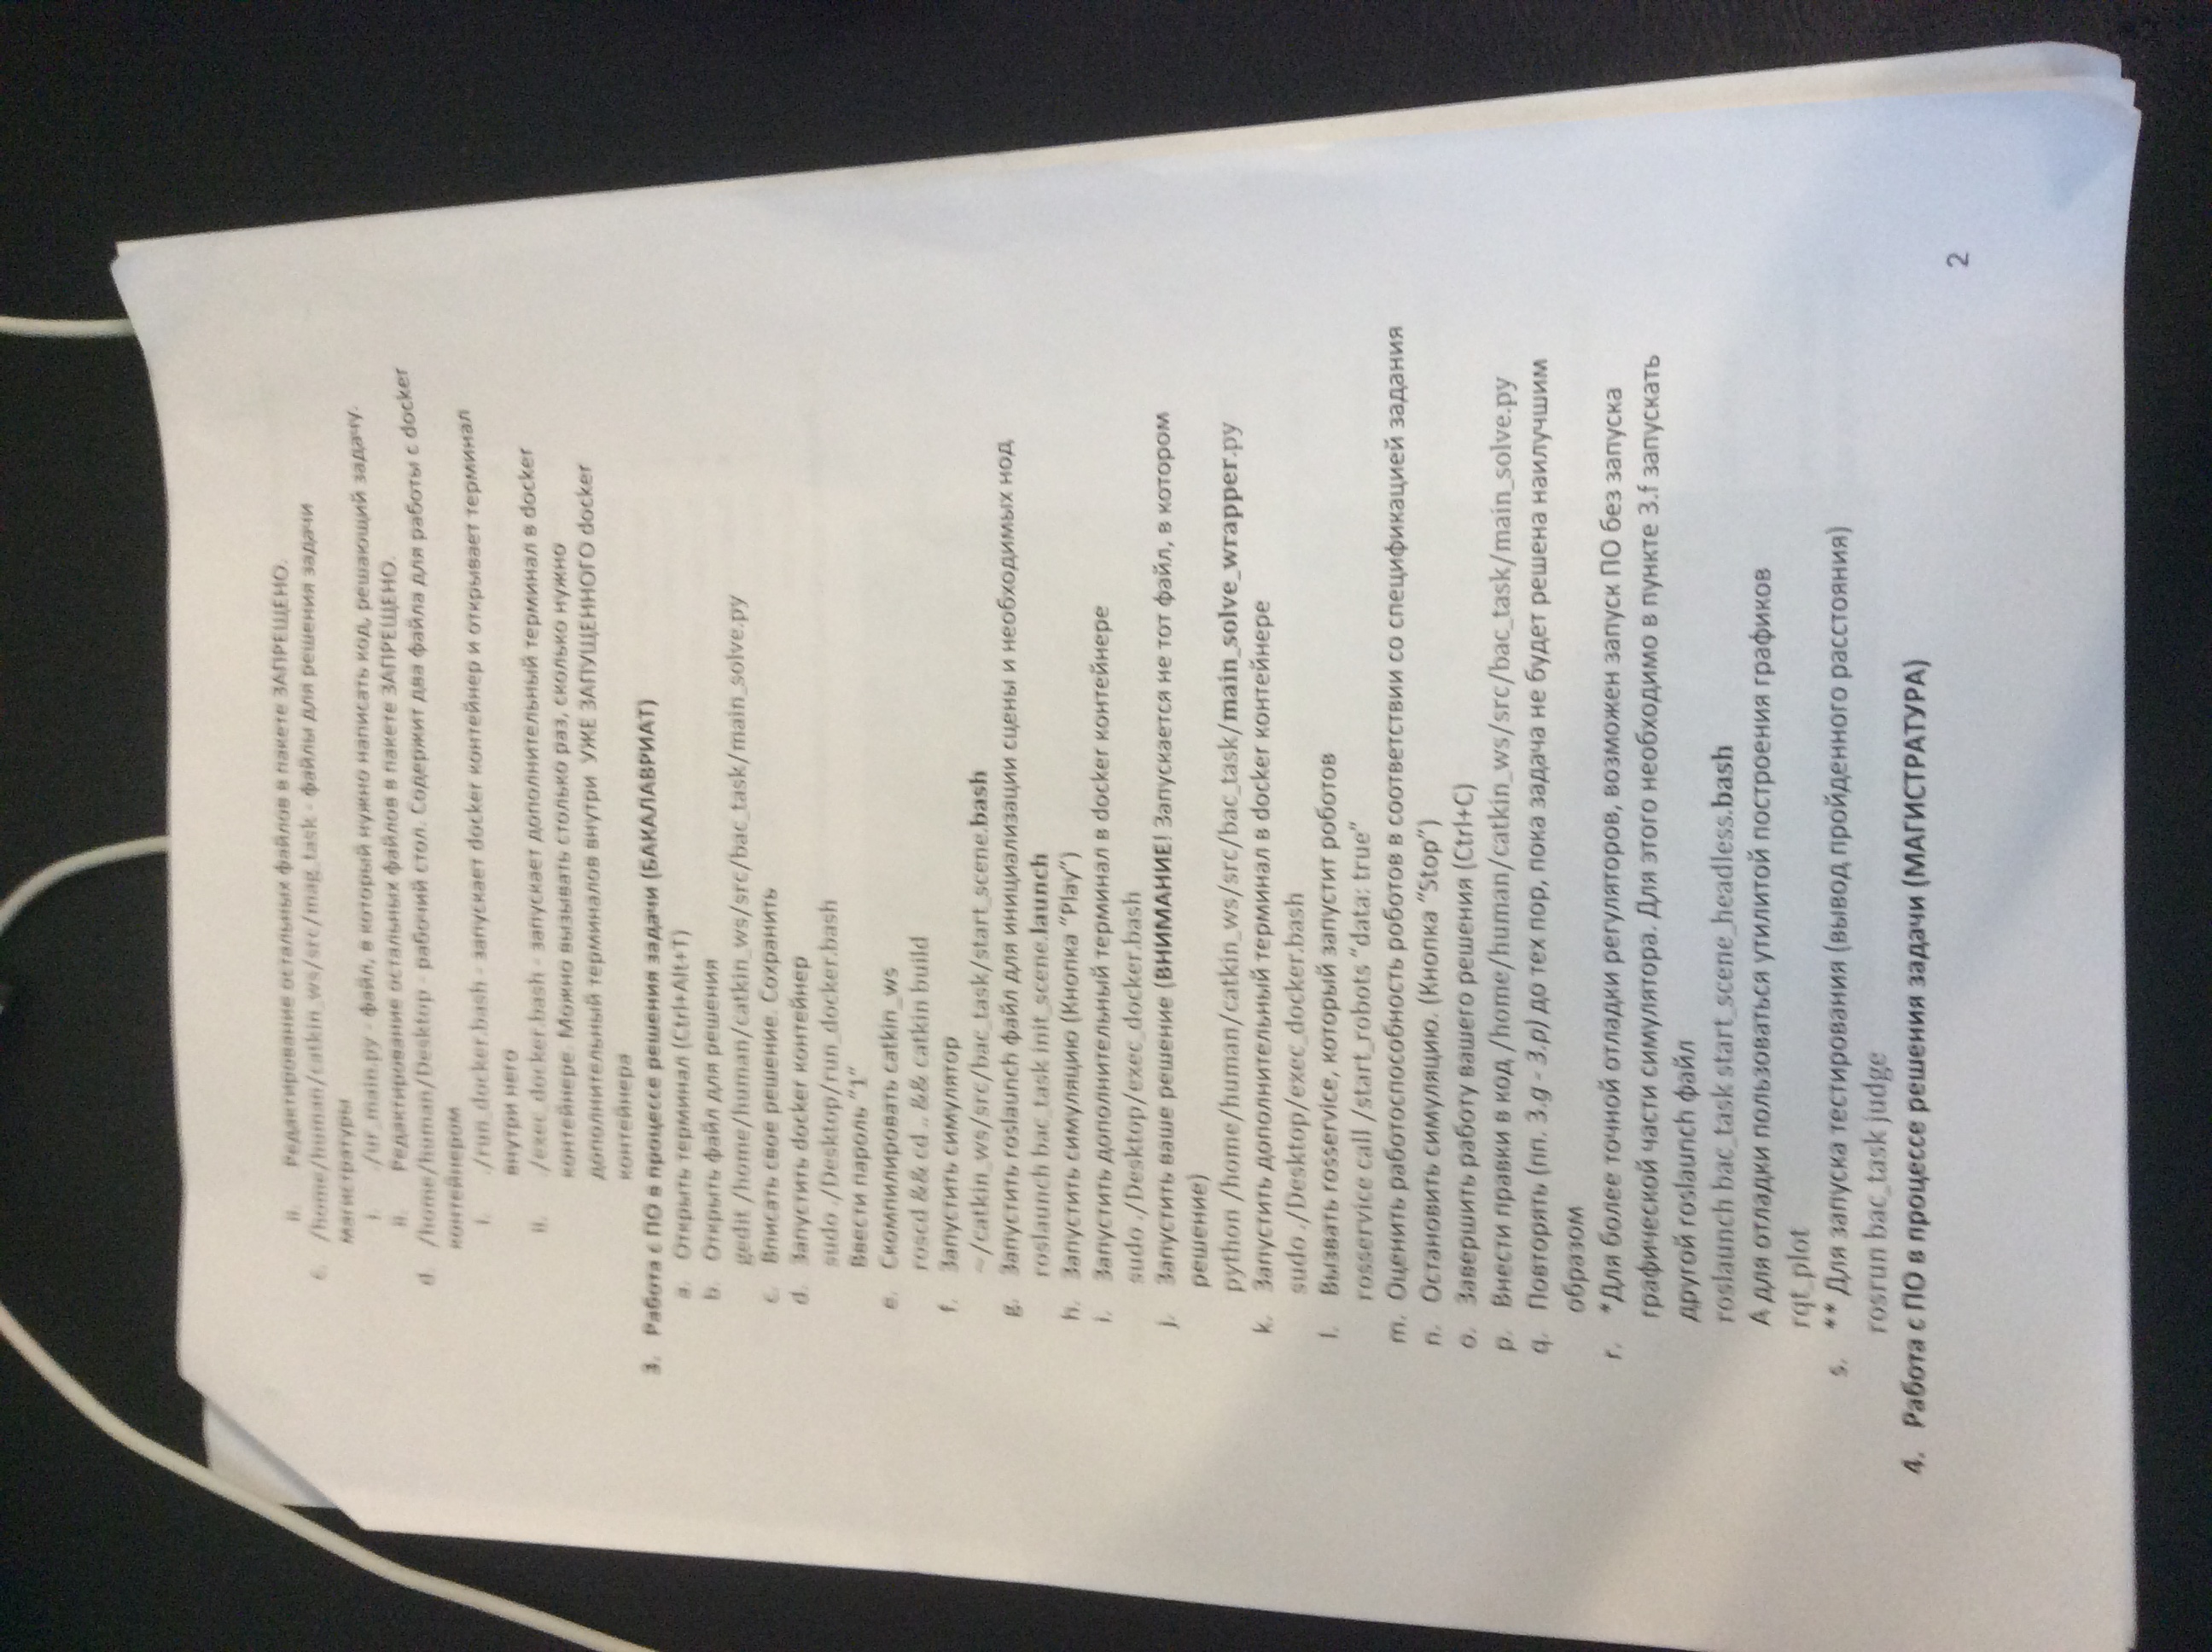 ii. Редактирование остальных файлов в пакете ЗАПРЕЩЕНО.
c. /home/human/catkin_ws/src/mag_task - файлы для решения задачи
магистратуры
i. ./ur_main.py - файл, в который нужно написать код, решающий задачу.
ii. Редактирование остальных файлов в пакете ЗАПРЕЩЕНО.
d. /home/human/Desktop - рабочий стол. Содержит два файла для работы с docker
контейнером
i. ./run_docker.bash - запускает docker контейнер и открывает терминал
внутри него
ii. ./exec_docker.bash - запускает дополнительный терминал в docker
контейнере. Можно вызывать столько раз, сколько нужно
дополнительный терминалов внутри УЖЕ ЗАПУЩЕННОГО docker
контейнера
3. Работа с ПО в процессе решения задачи (БАКАЛАВРИАТ)
a. Открыть терминал (Ctrl+Alt+T)
b. Открыть файл для решения
gedit /home/human/catkin_ws/src/bac_task/main_solve.py
c. Вписать свое решение. Сохранить
d. Запустить docker контейнер
sudo ./Desktop/run_docker.bash
Ввести пароль "1"
e. Скомпилировать catkin_ws
roscd && cd .. && catkin build
f. Запустить симулятор
~/catkin_ws/src/bac_task/start_scene.bash
g. Запустить roslaunch файл для инициализации сцены и необходимых нод
roslaunch bac_task init_scene.launch
h. Запустить симуляцию (Кнопка "Play")
i. Запустить дополнительный терминал в docker контейнере
sudo ./Desktop/exec_docker.bash
j. Запустить ваше решение (ВНИМАНИЕ! Запускается не тот файл, в котором
решение)
python /home/human/catkin_ws/src/bac_task/main_solve_wrapper.py
k. Запустить дополнительный терминал в docker контейнере
sudo ./Desktop/exec_docker.bash
l. Вызвать rosservice, который запустит роботов
rosservice call /start_robots "data: true"
m. Оценить работоспособность роботов в соответствии со спецификацией задания
n. Остановить симуляцию. (Кнопка "Stop")
o. Завершить работу вашего решения (Ctrl+C)
p. Внести правки в код /home/human/catkin_ws/src/bac_task/main_solve.py
q. Повторять (пп. 3.g - 3.p) до тех пор, пока задача не будет решена наилучшим
образом
r. *Для более точной отладки регуляторов, возможен запуск ПО без запуска
графической части симулятора. Для этого необходимо в пункте 3.f запускать
другой roslaunch файл
roslaunch bac_task start_scene_headless.bash
А для отладки пользоваться утилитой построения графиков
rqt_plot
s. ** Для запуска тестирования (вывод пройденного расстояния)
rosrun bac_task judge
4. Работа с ПО в процессе решения задачи (МАГИСТРАТУРА)
2